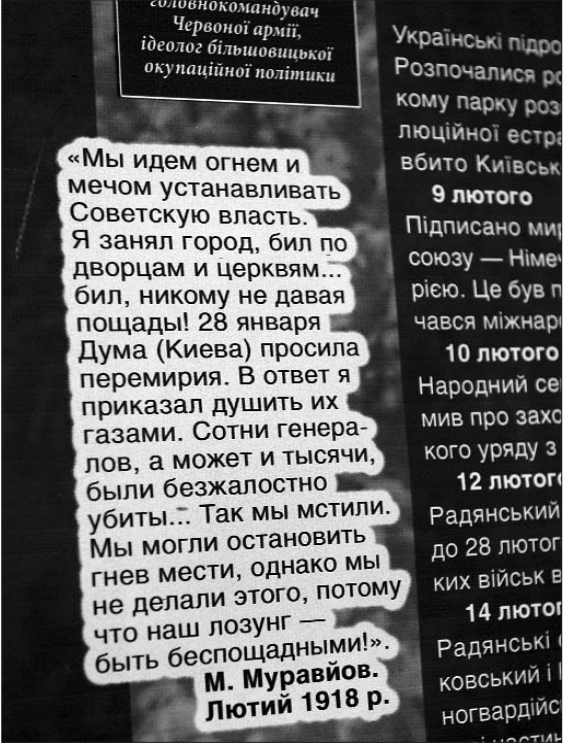 головнокомандувач
Червоної армії,
ідеолог більшовицької
окупаційної політики
«Мы идем огнем и
мечом устанавливать
Советскую власть.
Я занял город, бил по
дворцам и церквям...
бил, никому не давая
пощады! 28 января
Дума (Киева) просила
перемирия. В ответ я
приказал душить их
газами. Сотни генера-
лов, а может и тысячи,
были безжалостно
убиты... Так мы мстили.
Мы могли остановить
гнев мести, однако мы
не делали этого, потому
что наш лозунг —
быть беспощадными!».
М. Муравйов.
Лютий 1918 р.
Українські
Розпочалися
кому парку
люційної
вбито
9 лютого
Підписано
союзу —
рією. Це був
чався
10 лютого
Народний
мив про
кого уряду з
12
Радянський
до 28
ких військ
14
Радянські
ковський і